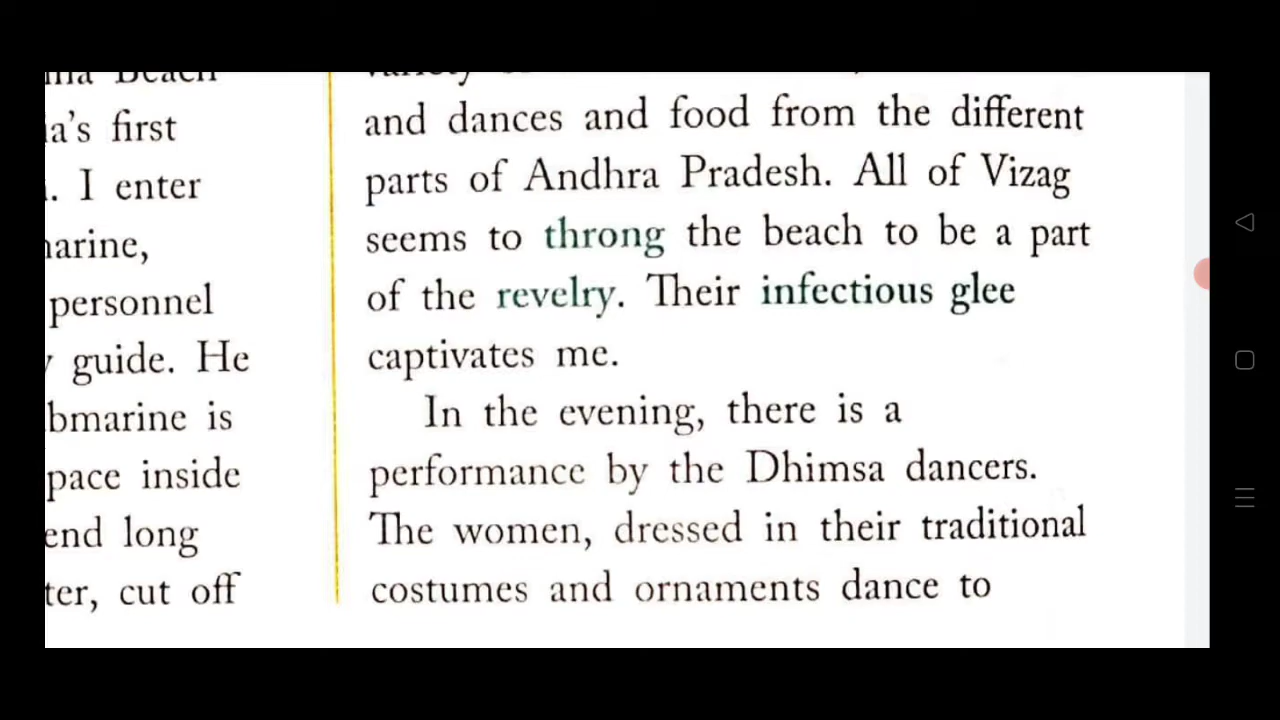 Beach
a's first
. I enter
arine,
personnel
guide. He
bmarine is
pace inside
end long
ter, cut off
variety
and dances and food from the different
parts of Andhra Pradesh. All of Vizag
seems to throng the beach to be a part
of the revelry. Their infectious glee
captivates me.
In the evening, there is a
performance by the Dhimsa dancers.
The women, dressed in their traditional
costumes and ornaments dance to